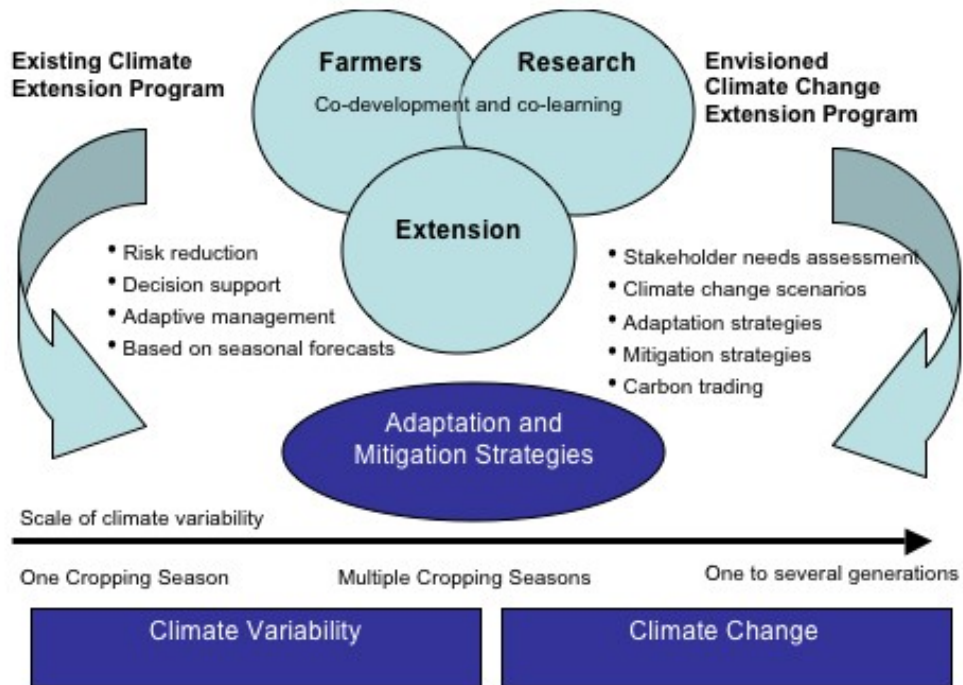 Existing Climate
Extension Program
Farmers
Research
Co-development and co-learning
Envisioned
Climate Change
Extension Program
Extension
• Risk reduction
• Decision support
• Adaptive management
• Based on seasonal forecasts
• Stakeholder needs assessment
• Climate change scenarios
• Adaptation strategies
• Mitigation strategies
• Carbon trading
Adaptation and
Mitigation Strategies
Scale of climate variability
One Cropping Season
Multiple Cropping Seasons
One to several generations
Climate Variability
Climate Change